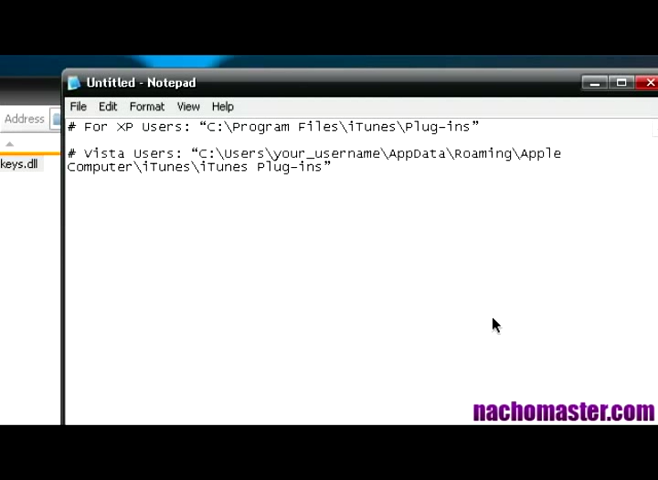 Untitled - Notepad
File Edit Format View Help
Address
keys.dll
# For XP Users: “C:\Program Files\iTunes\Plug-ins”
# Vista Users: “C:\Users\your_username\AppData\Roaming\Apple
Computer\iTunes\iTunes Plug-ins”
nachomaster.com